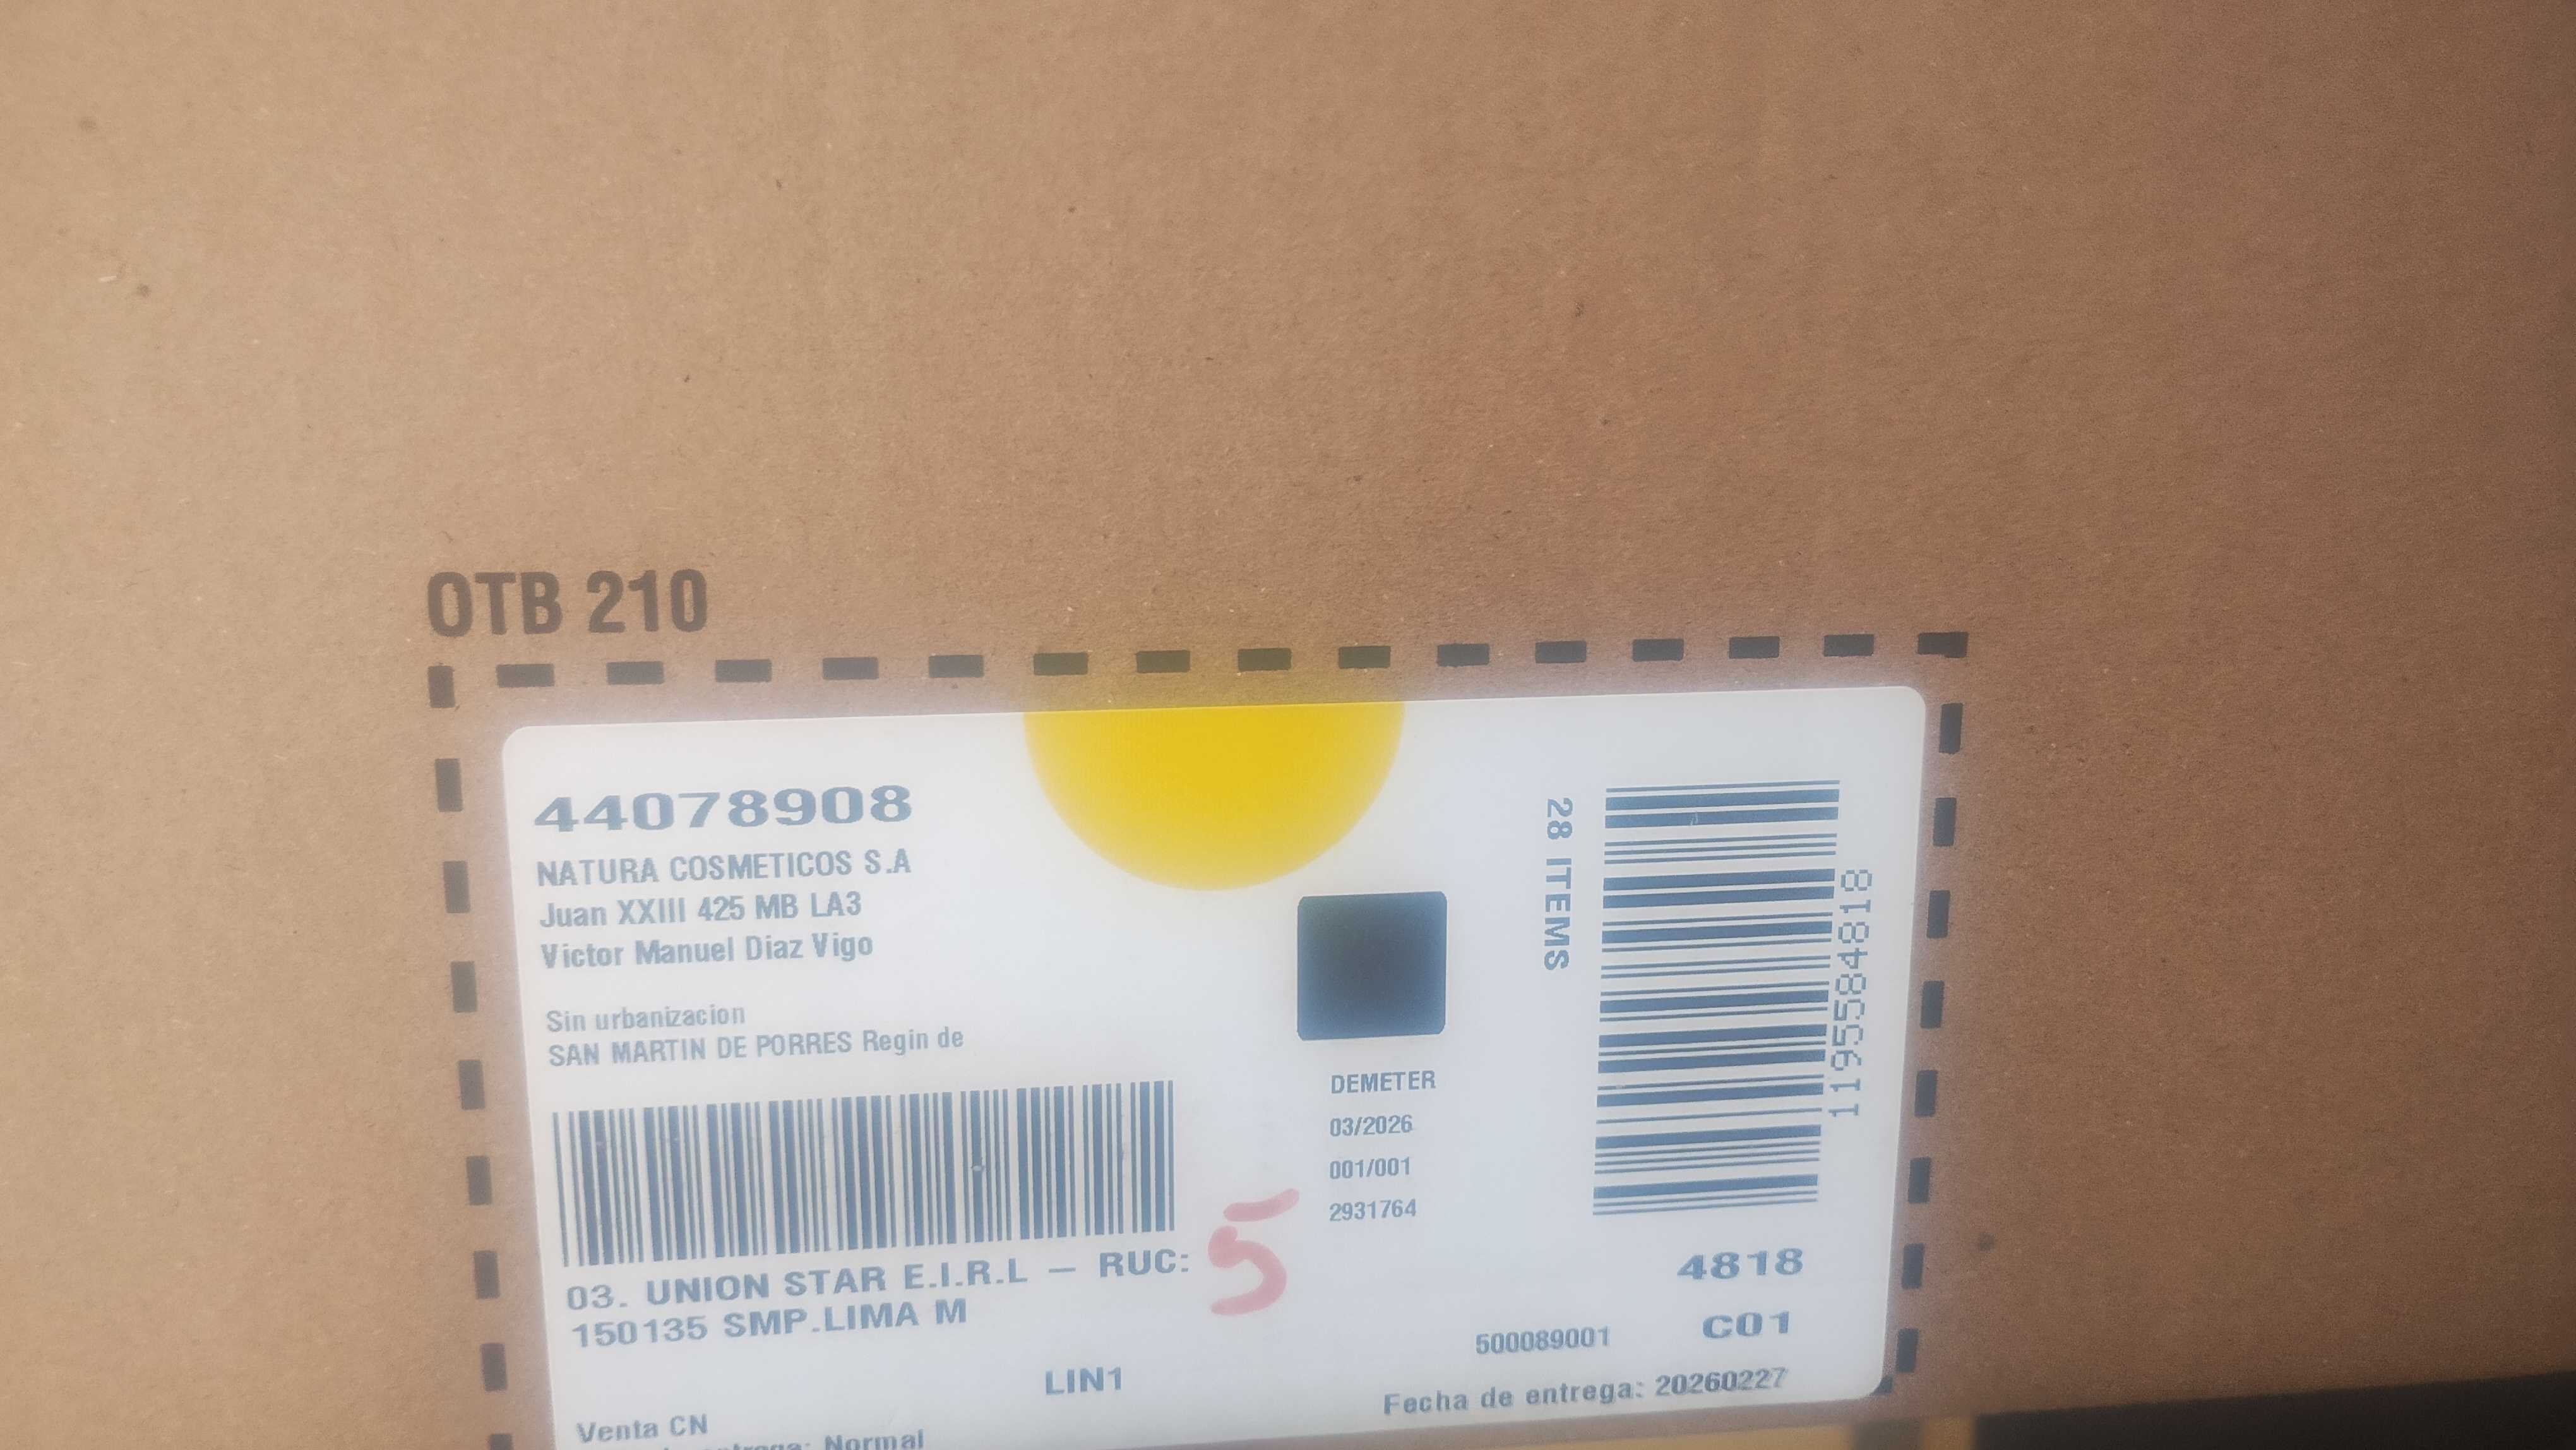 OTB 210
44078908
NATURA COSMETICOS S.A
Juan XXIII 425 MB LA3
Victor Manuel Diaz Vigo
Sin urbanizacion
SAN MARTIN DE PORRES Regin de
03. UNION STAR E.I.R.L – RUC:
150135 SMP.LIMA M
LIN1
Venta CN
Normal
5
DEMETER
03/2026
001/001
2931764
28 ITEMS
11955584818
4818
C01
500089001
Fecha de entrega: 20260227